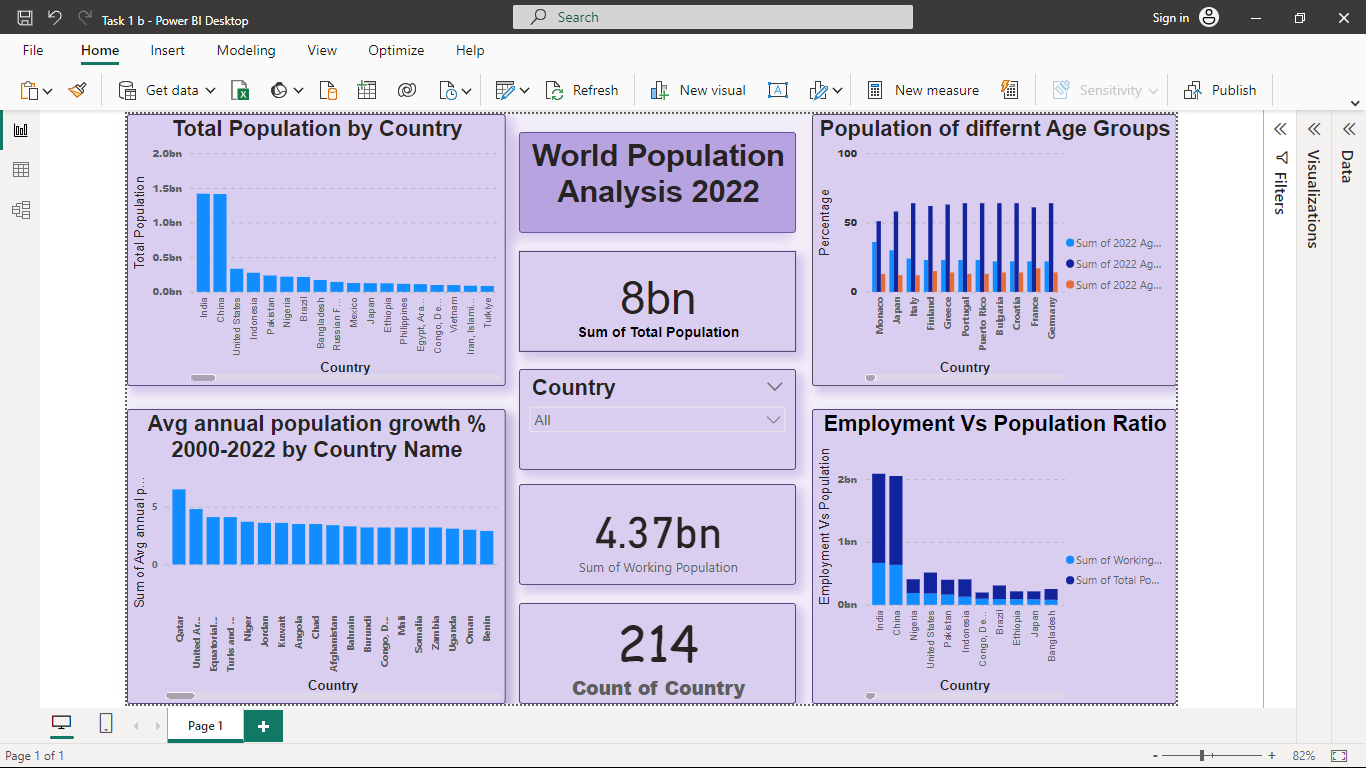 Task 1 b - Power BI Desktop
Search
Sign in
File
Home
Insert
Modeling
View
Optimize
Help
Get data
Refresh
New visual
New measure
Sensitivity
Publish
Total Population by Country
Total Population
2.0bn
1.5bn
1.0bn
0.5bn
0.0bn
India
China
United States
Indonesia
Pakistan
Nigeria
Brazil
Bangladesh
Russian F...
Mexico
Japan
Ethiopia
Philippines
Egypt, Ara...
Congo, De...
Vietnam
Iran, Islami...
Turkiye
Country
World Population
Analysis 2022
8bn
Sum of Total Population
Country
All
4.37bn
Sum of Working Population
214
Count of Country
Population of differnt Age Groups
Percentage
100
50
0
Monaco
Japan
Italy
Finland
Greece
Portugal
Puerto Rico
Bulgaria
Croatia
France
Germany
Country
Sum of 2022 Ag...
Sum of 2022 Ag...
Sum of 2022 Ag...
Avg annual population growth %
2000-2022 by Country Name
Sum of Avg annual p...
5
0
Qatar
United Ar...
Equatorial...
Turks and ...
Niger
Jordan
Kuwait
Angola
Chad
Afghanistan
Bahrain
Burundi
Congo, D...
Mali
Somalia
Zambia
Uganda
Oman
Benin
Country
Employment Vs Population Ratio
Employment Vs Population
2bn
1bn
0bn
India
China
Nigeria
United States
Pakistan
Indonesia
Congo, De...
Brazil
Ethiopia
Japan
Bangladesh
Country
Sum of Working...
Sum of Total Po...
Filters
Visualizations
Data
Page 1
Page 1 of 1
82%